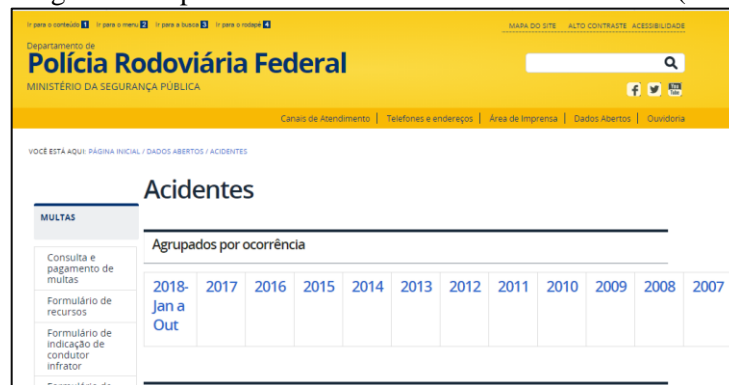 Ir para o conteúdo 1 Ir para o menu 2 Ir para a busca 3 Ir para o rodapé 4
MAPA DO SITE ALTO CONTRASTE ACESSIBILIDADE
Departamento de
Polícia Rodoviária Federal
MINISTÉRIO DA SEGURANÇA PÚBLICA
You Tube
Canais de Atendimento | Telefones e endereços | Área de Imprensa | Dados Abertos | Ouvidoria
VOCÊ ESTÁ AQUI: PÁGINA INICIAL / DADOS ABERTOS / ACIDENTES
Acidentes
MULTAS
Consulta e
pagamento de
multas
Formulário de
recursos
Formulário de
indicação de
condutor
infrator
Agrupados por ocorrência
2018- 2017 2016 2015 2014 2013 2012 2011 2010 2009 2008 2007
Jan a
Out